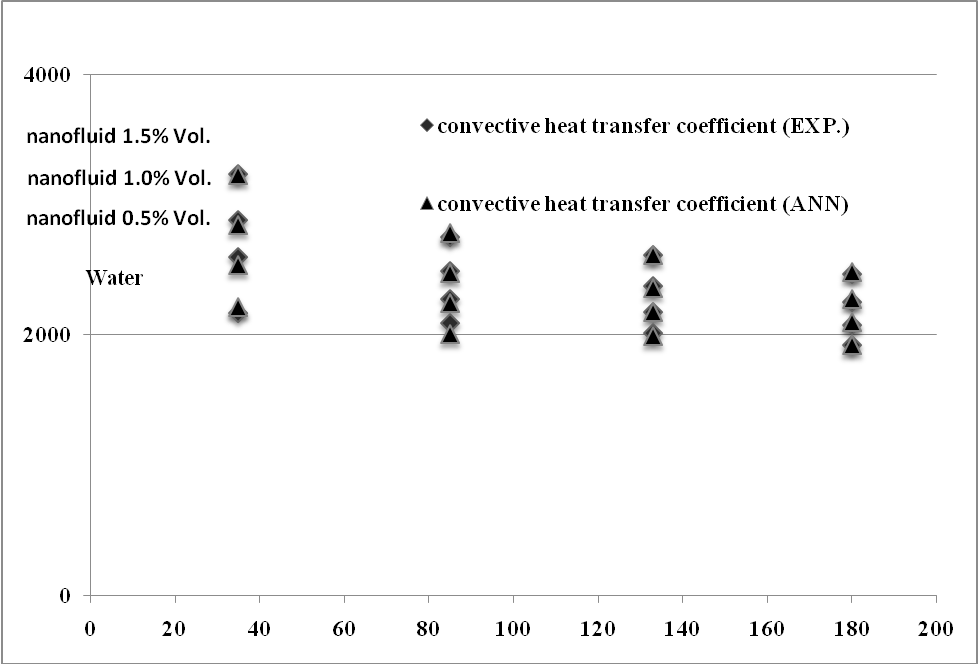 4000
nanofluid 1.5% Vol.
◆convective heat transfer coefficient (EXP.)
nanofluid 1.0% Vol.
▲convective heat transfer coefficient (ANN)
nanofluid 0.5% Vol.
Water
2000
0
0 20 40 60 80 100 120 140 160 180 200